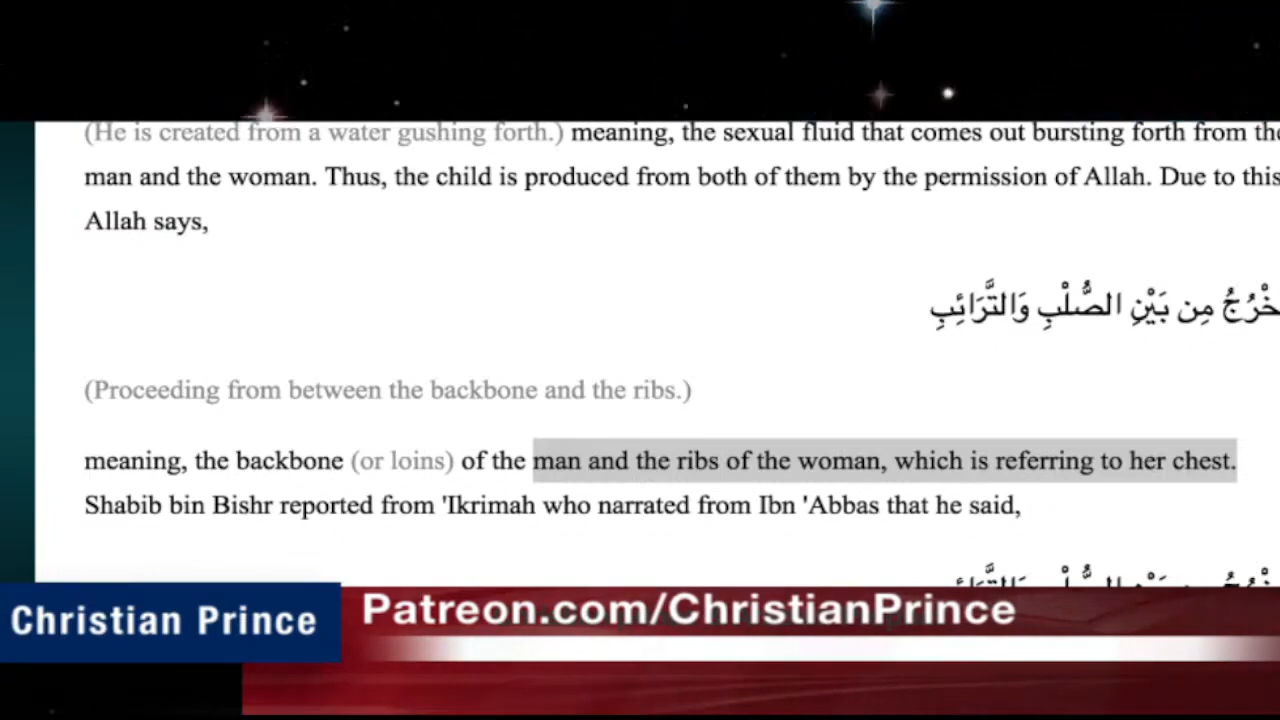 (He is created from a water gushing forth.) meaning, the sexual fluid that comes out bursting forth from the
man and the woman. Thus, the child is produced from both of them by the permission of Allah. Due to this
Allah says,
مِن بَيْنِ الصُّلْبِ وَالتَّرَائِبِ
(Proceeding from between the backbone and the ribs.)
meaning, the backbone (or loins) of the man and the ribs of the woman, which is referring to her chest.
Shabib bin Bishr reported from 'Ikrimah who narrated from Ibn 'Abbas that he said,
Christian Prince
Patreon.com/ChristianPrince